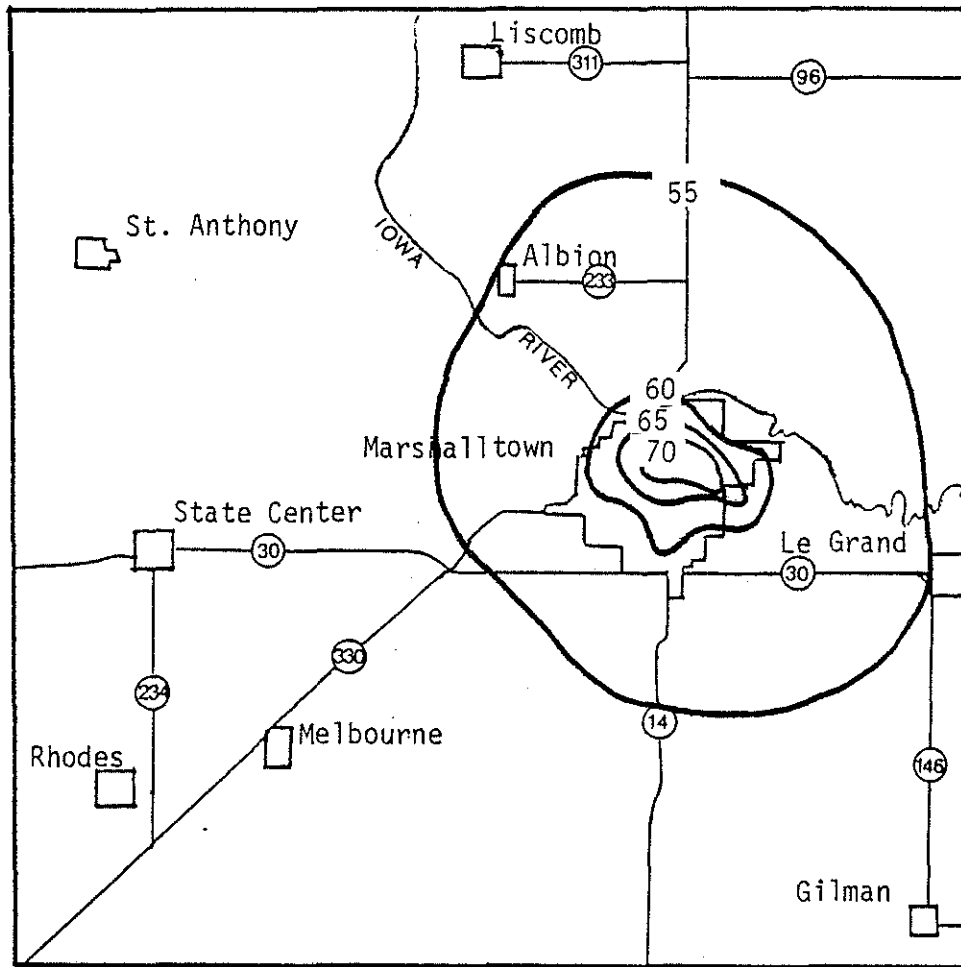 Liscomb
311
96
55
St. Anthony
IOWA
Albion
233
RIVER
60
65
Marshalltown
70
State Center
Le Grand
30
30
330
234
14
Melbourne
Rhodes
146
Gilman